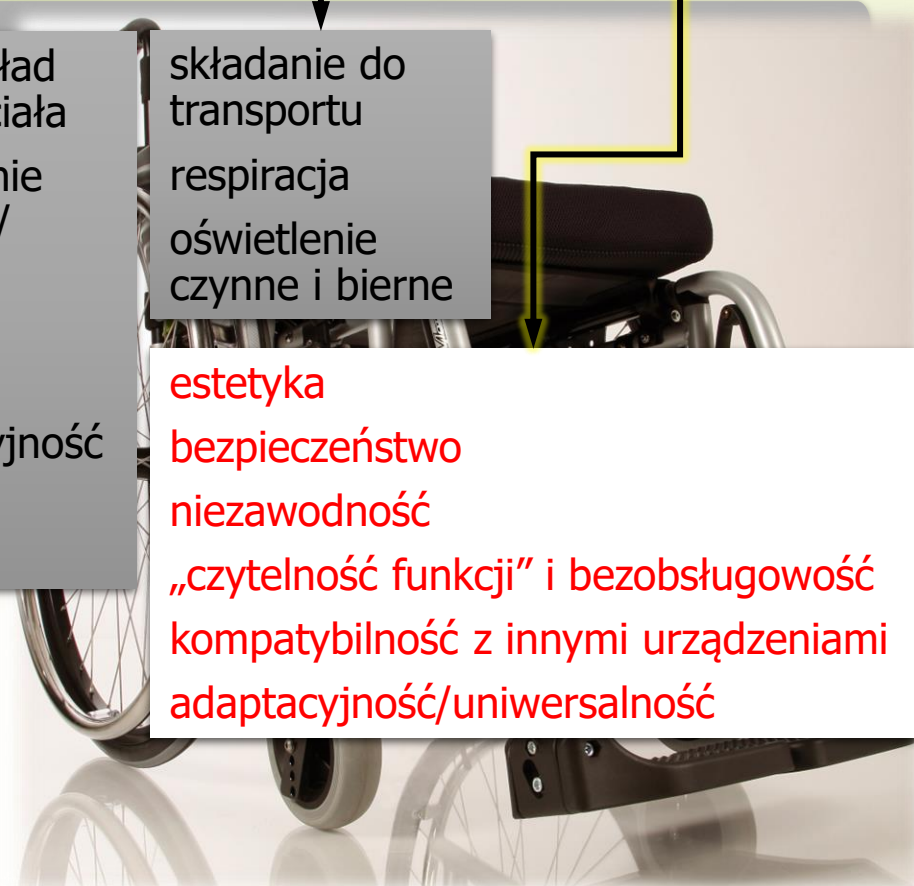 składanie do
transportu
respiracja
oświetlenie
czynne i bierne
estetyka
bezpieczeństwo
niezawodność
„czytelność funkcji” i bezobsługowość
kompatybilność z innymi urządzeniami
adaptacyjność/uniwersalność